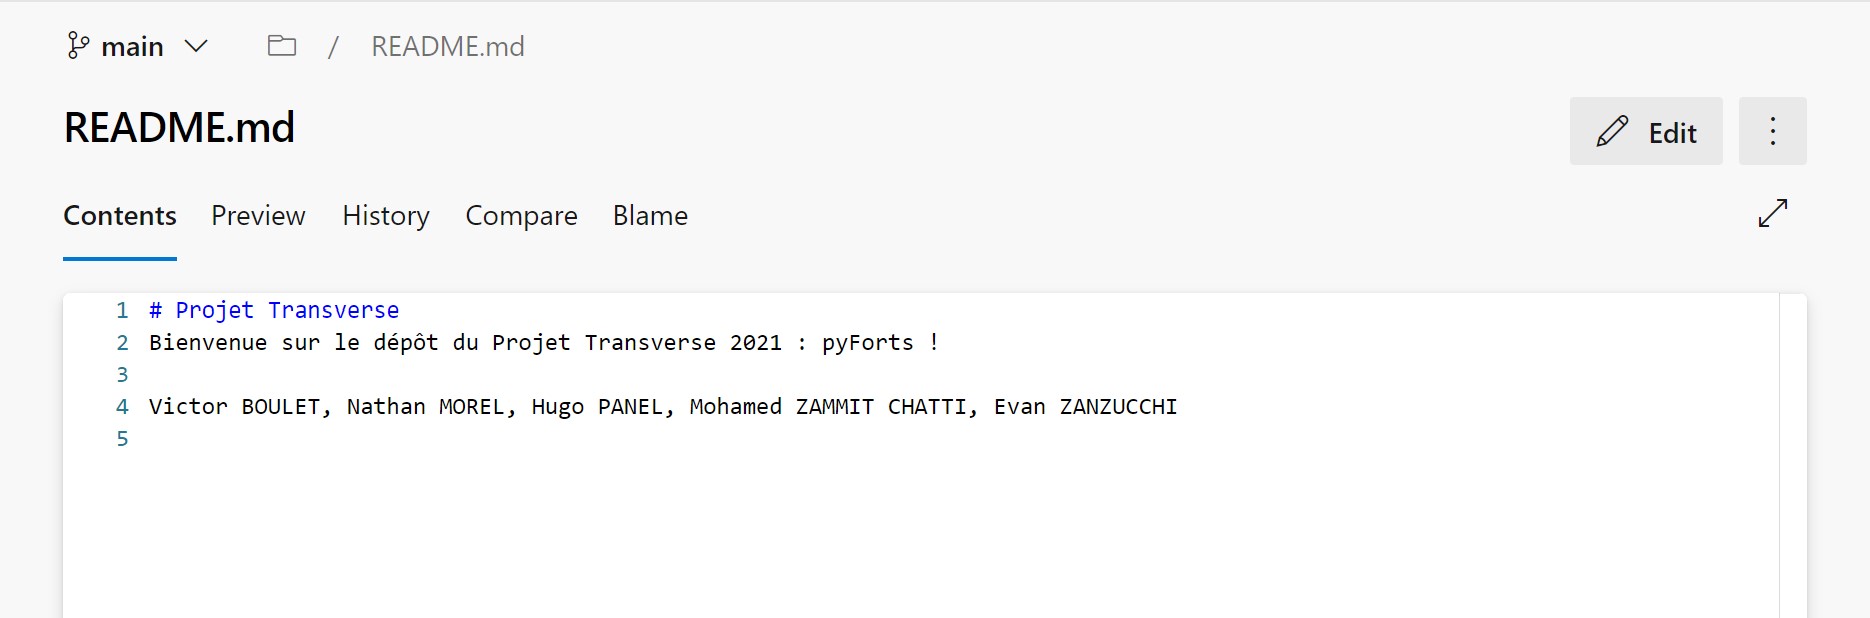 main / README.md
README.md
Edit
Contents Preview History Compare Blame
1 # Projet Transverse
2 Bienvenue sur le dépôt du Projet Transverse 2021 : pyForts !
3
4 Victor BOULET, Nathan MOREL, Hugo PANEL, Mohamed ZAMMIT CHATTI, Evan ZANZUCCHI
5